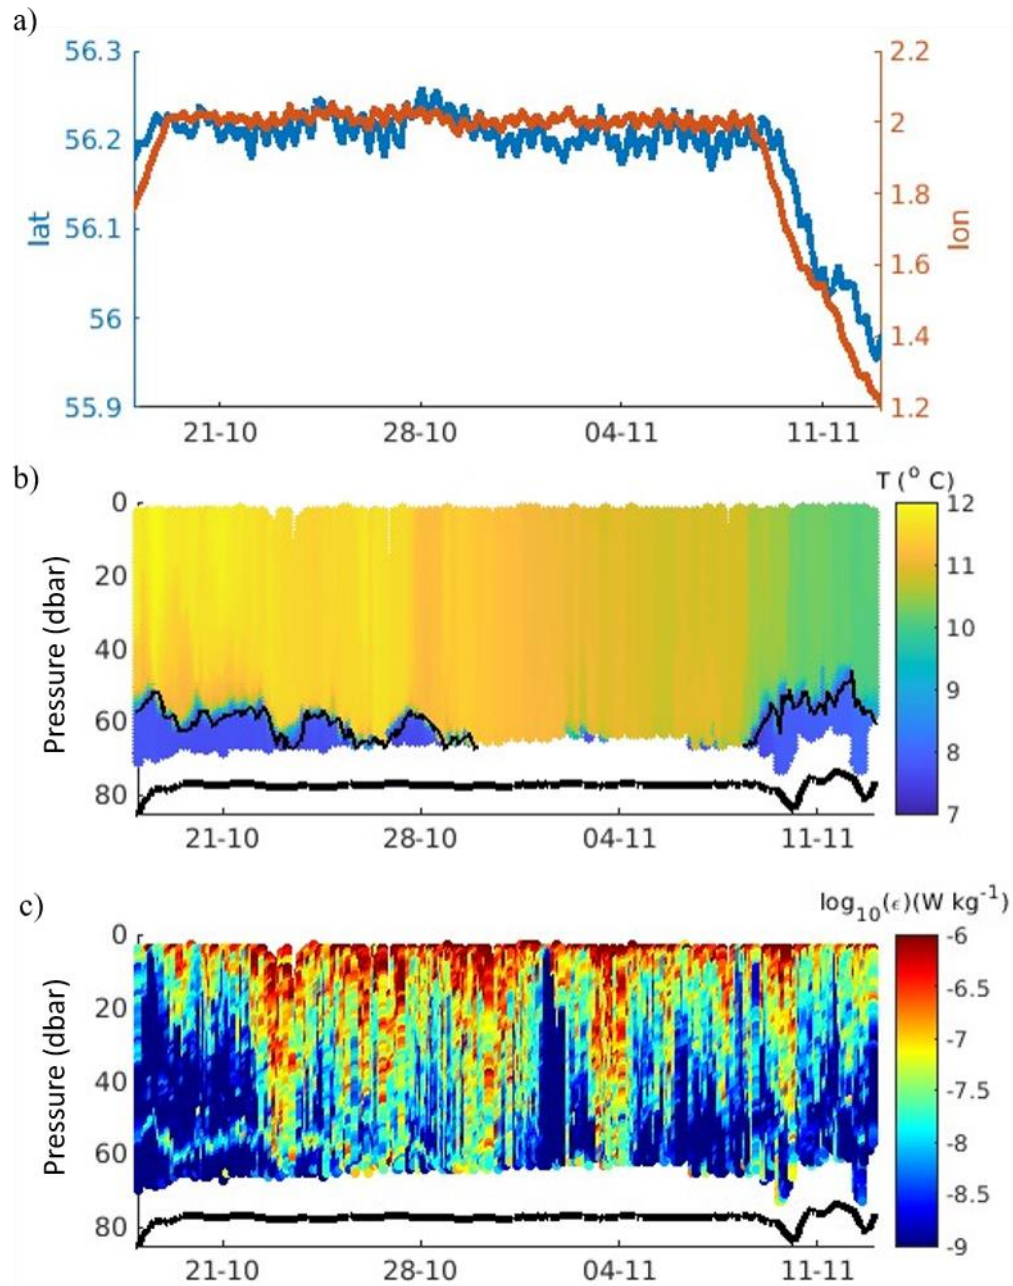 a)
56.3
56.2
56.1
56
55.9
lat
2.2
2
1.8
1.6
1.4
1.2
lon
21-10 28-10 04-11 11-11
b)
T (° C)
0
20
40
60
80
Pressure (dbar)
12
11
10
9
8
7
21-10 28-10 04-11 11-11
c)
log10(ϵ)(W kg-1)
0
20
40
60
80
Pressure (dbar)
-6
-6.5
-7
-7.5
-8
-8.5
-9
21-10 28-10 04-11 11-11